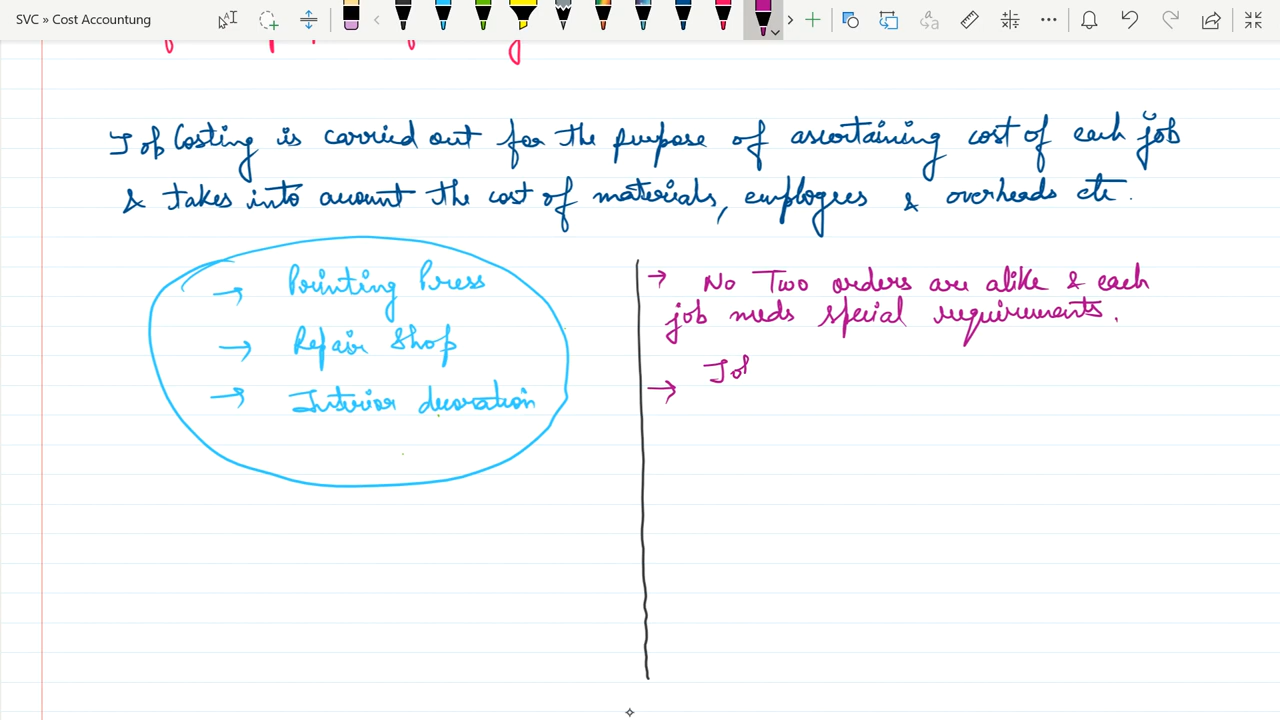 SVC » Cost Accountung
Job Costing is carried out for the purpose of ascertaining cost of each job
& takes into account the cost of materials, employees & overheads etc.
→ Printing Press
→ Repair Shop
→ Interior decoration
→ No Two orders are alike & each
job needs special requirements.
→ Job